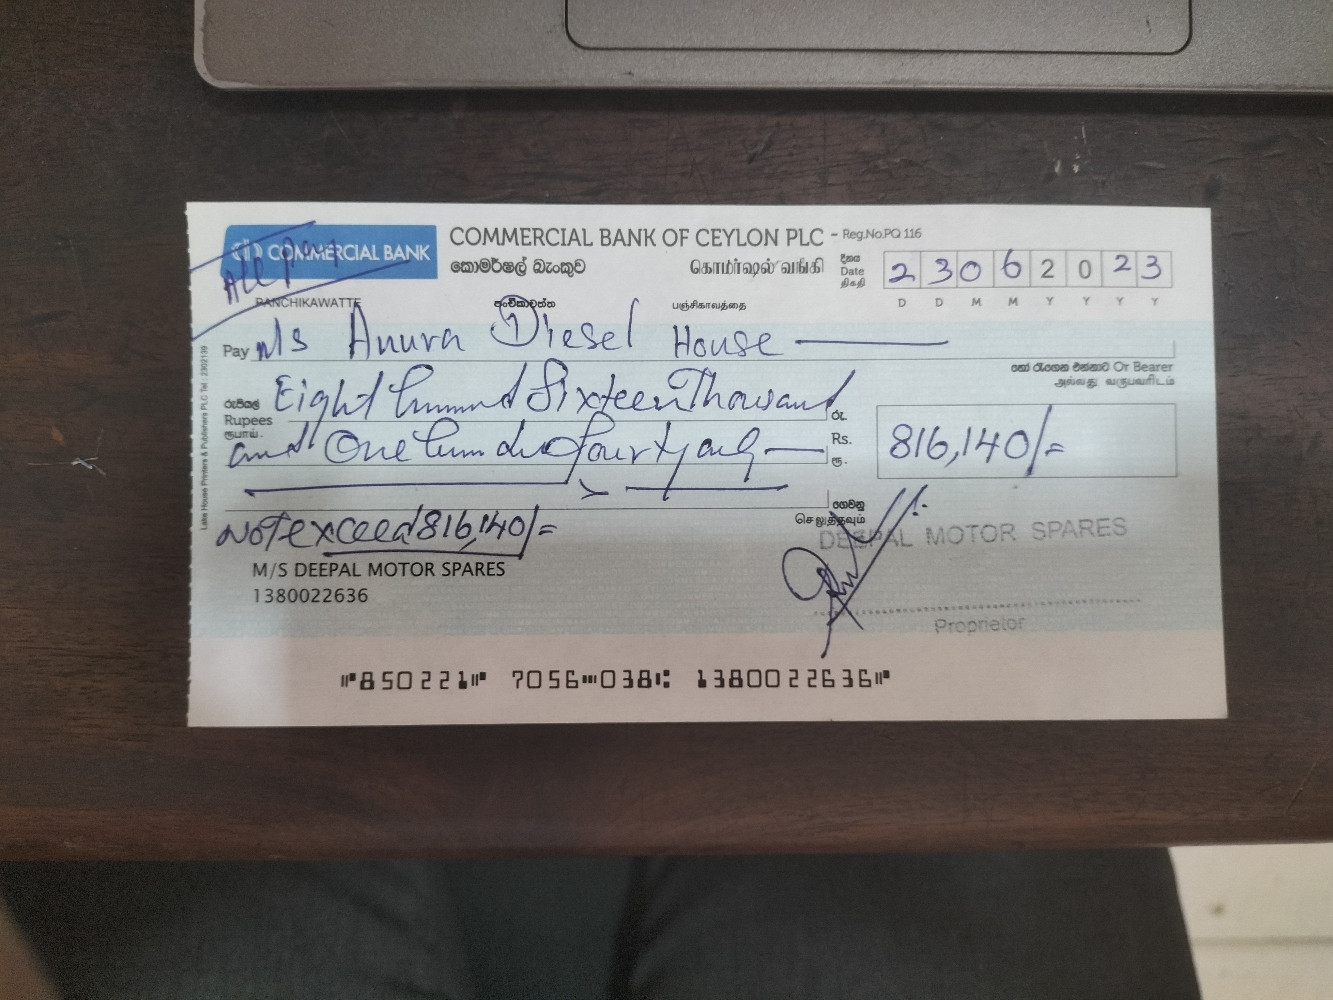 COMMERCIAL BANK
COMMERCIAL BANK OF CEYLON PLC - Reg.No.PQ 116
කොමර්ෂල් බැංකුව கொமர்ஷல் வங்கி
දිනය
Date
திகதி
2 3 0 6 2 0 2 3
D D M M Y Y Y Y
PANCHIKAWATTE පංචිකාවත්ත பஞ்சிகாவத்தை
Pay M/s Anura Diesel House
හෝ රැගෙන එන්නාට Or Bearer
அல்லது வருபவரிடம்
රුපියල්
Rupees
ரூபாய்
Eight Hundred Sixteen Thousand
and One hundred fourty only
රු.
Rs.
ரூ.
816,140/=
ගෙවනු
செலுத்தவும்
Not exceed 816,140/=
DEEPAL MOTOR SPARES
M/S DEEPAL MOTOR SPARES
1380022636
Proprietor
850221 7056 038 1380022636
Lake House Printers & Publishers PLC Tel : 2302139